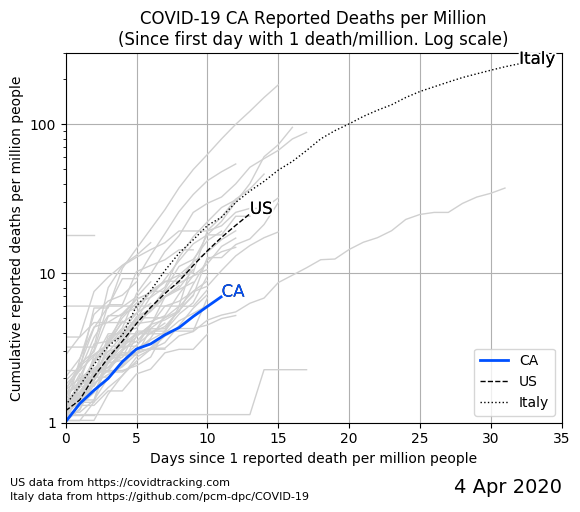 COVID-19 CA Reported Deaths per Million
(Since first day with 1 death/million. Log scale)
Cumulative reported deaths per million people
100
10
1
Italy
US
CA
CA
US
Italy
0 5 10 15 20 25 30 35
Days since 1 reported death per million people
US data from https://covidtracking.com
Italy data from https://github.com/pcm-dpc/COVID-19
4 Apr 2020